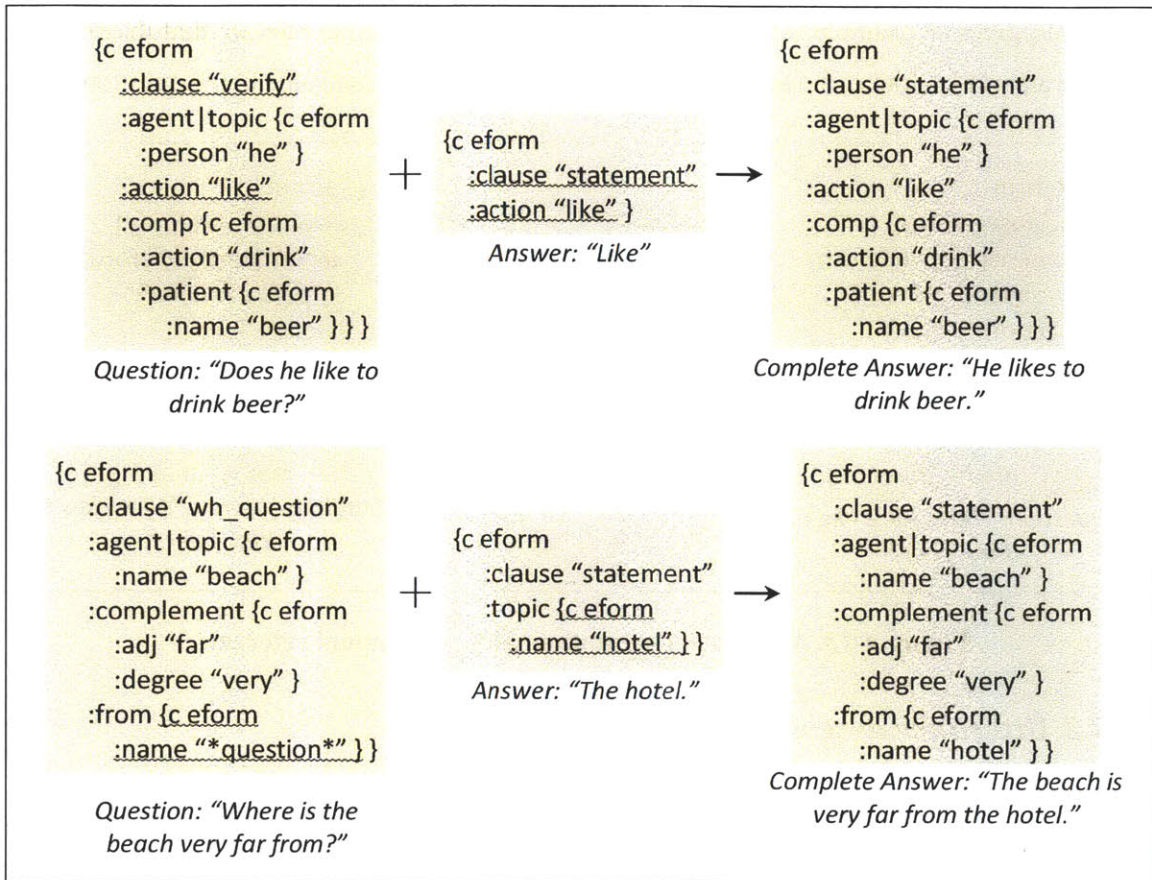 {c eform
:clause “verify”
:agent|topic {c eform
:person “he” }
:action “like”
:comp {c eform
:action “drink”
:patient {c eform
:name “beer” } } }
Question: “Does he like to
drink beer?”
+
{c eform
:clause “statement”
:action “like” }
Answer: “Like”
→
{c eform
:clause “statement”
:agent|topic {c eform
:person “he” }
:action “like”
:comp {c eform
:action “drink”
:patient {c eform
:name “beer” } } }
Complete Answer: “He likes to
drink beer.”
{c eform
:clause “wh_question”
:agent|topic {c eform
:name “beach” }
:complement {c eform
:adj “far”
:degree “very” }
:from {c eform
:name “*question*” } }
Question: “Where is the
beach very far from?”
+
{c eform
:clause “statement”
:topic {c eform
:name “hotel” } }
Answer: “The hotel.”
→
{c eform
:clause “statement”
:agent|topic {c eform
:name “beach” }
:complement {c eform
:adj “far”
:degree “very” }
:from {c eform
:name “hotel” } }
Complete Answer: “The beach is
very far from the hotel.”